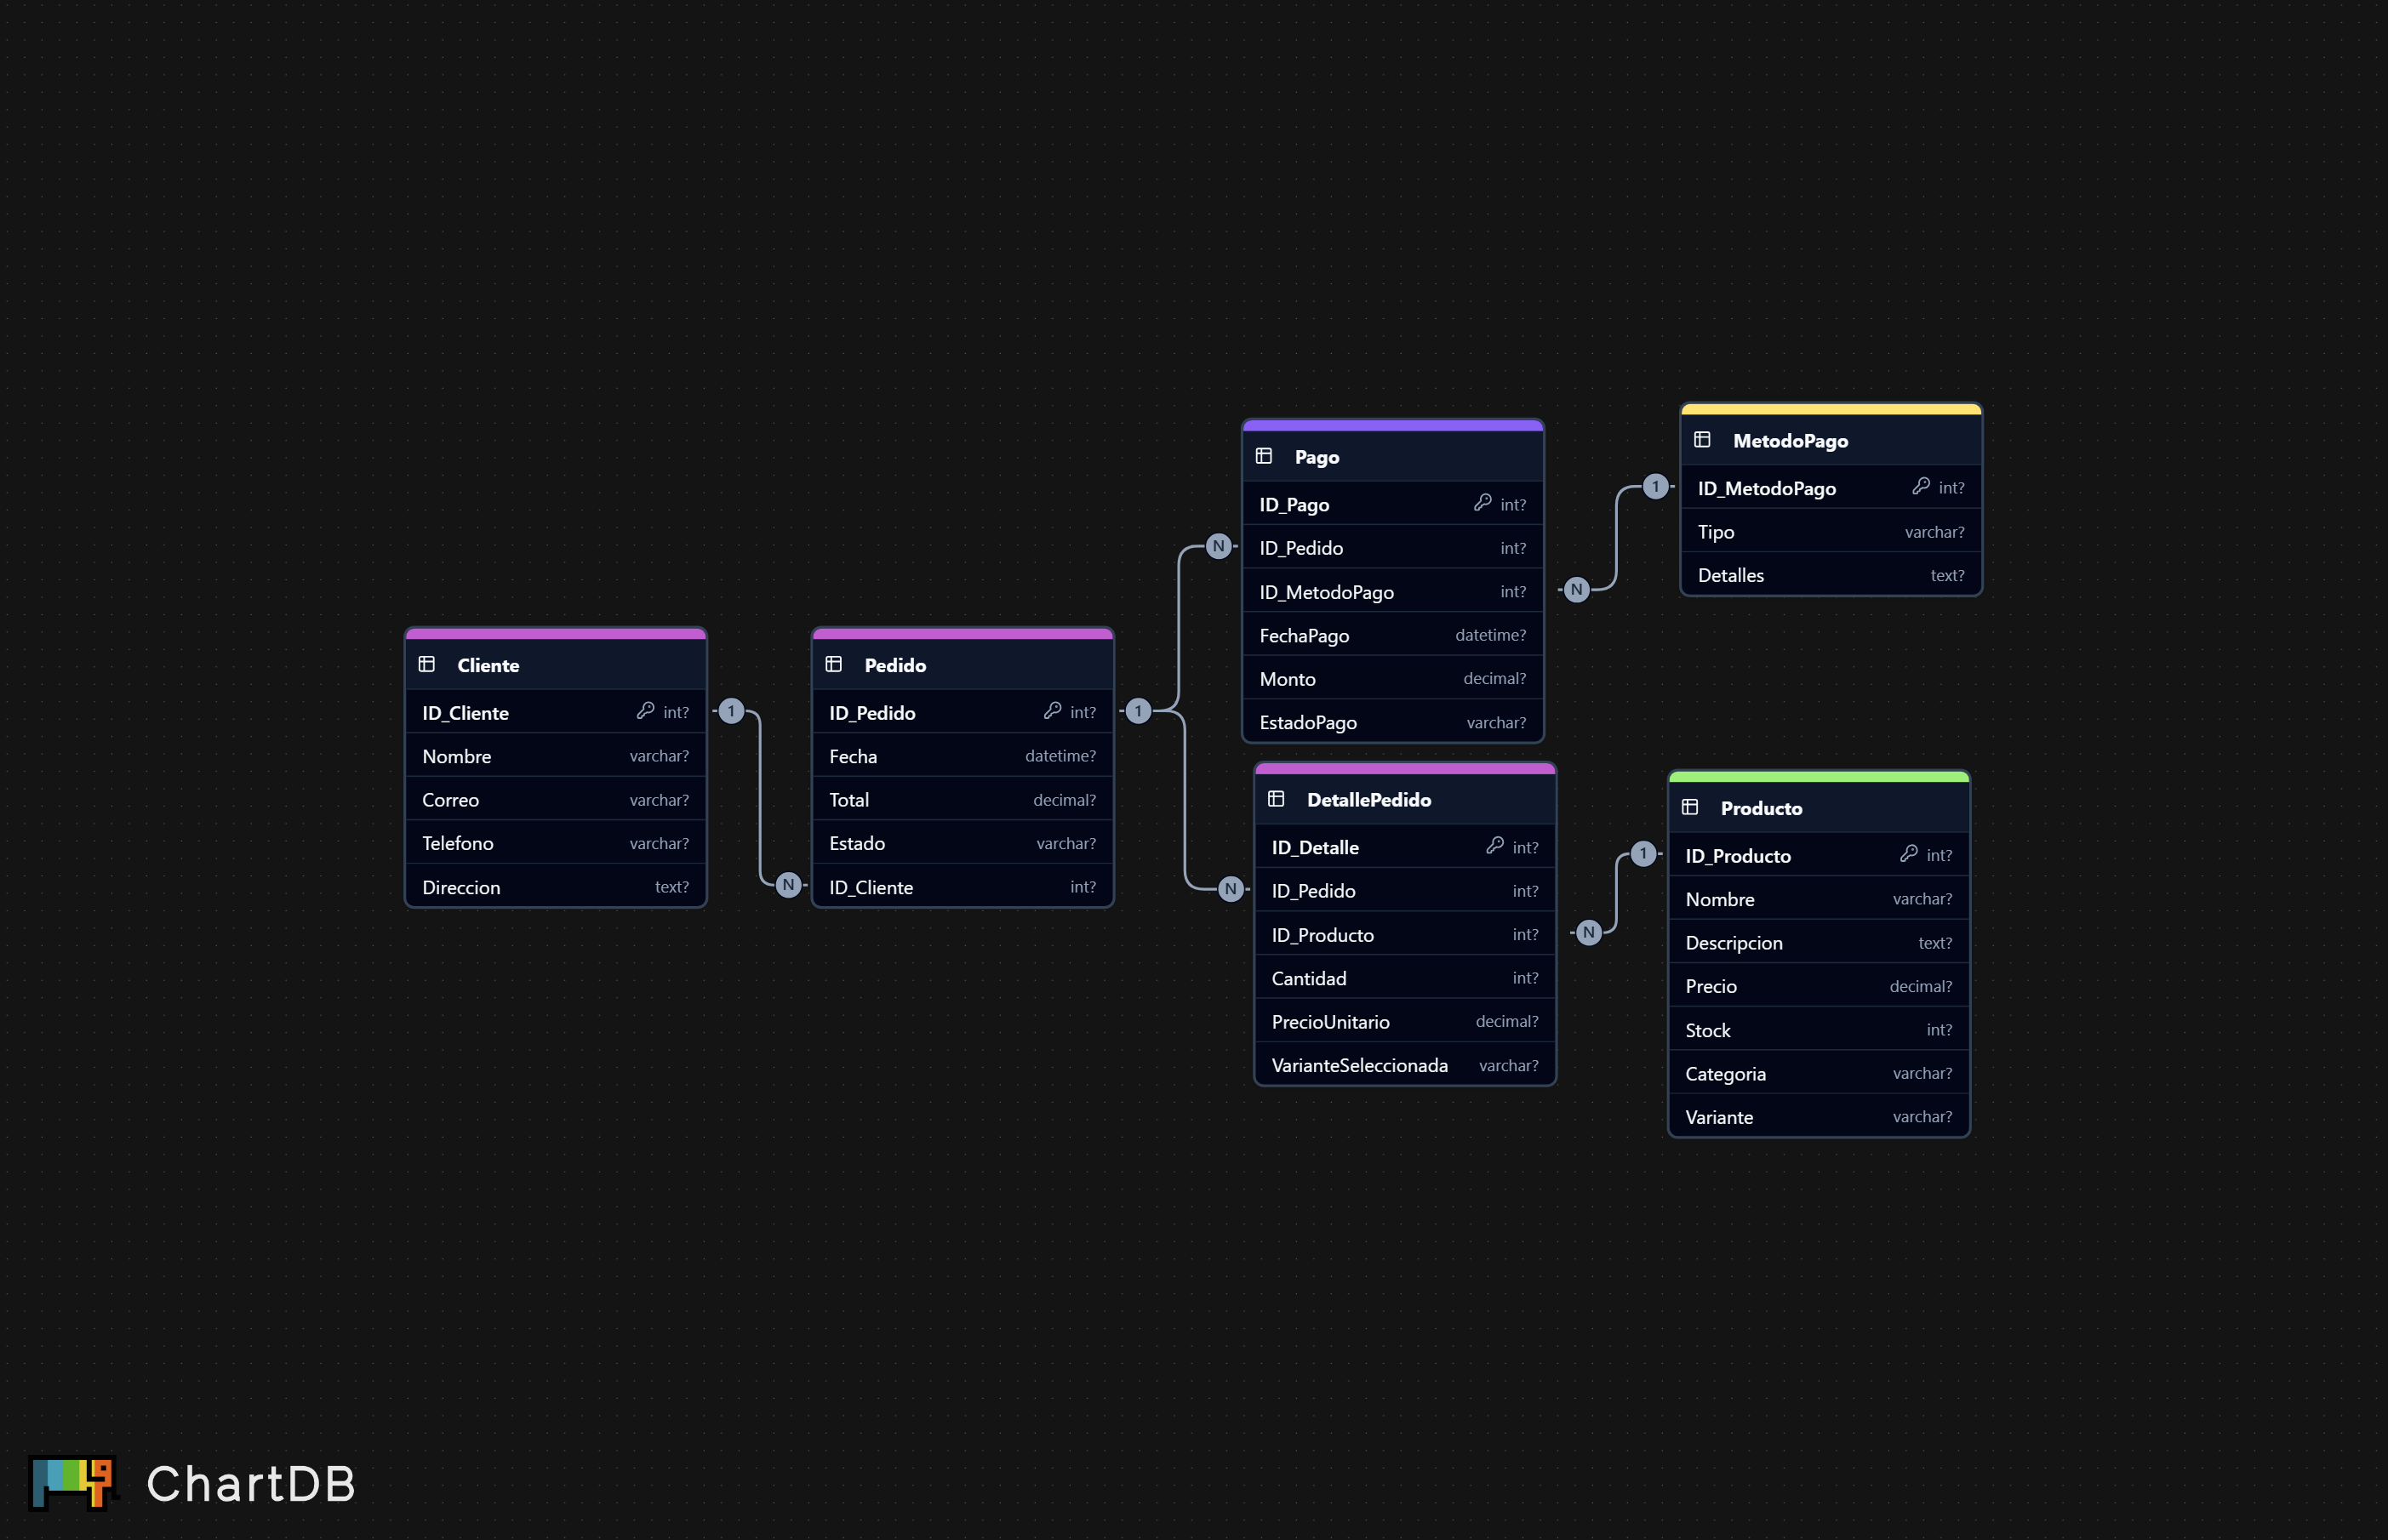 Cliente
ID_Cliente int?
Nombre varchar?
Correo varchar?
Telefono varchar?
Direccion text?
1
N
Pedido
ID_Pedido int?
Fecha datetime?
Total decimal?
Estado varchar?
ID_Cliente int?
1
N
N
Pago
ID_Pago int?
ID_Pedido int?
ID_MetodoPago int?
FechaPago datetime?
Monto decimal?
EstadoPago varchar?
N
1
MetodoPago
ID_MetodoPago int?
Tipo varchar?
Detalles text?
DetallePedido
ID_Detalle int?
ID_Pedido int?
ID_Producto int?
Cantidad int?
PrecioUnitario decimal?
VarianteSeleccionada varchar?
N
1
Producto
ID_Producto int?
Nombre varchar?
Descripcion text?
Precio decimal?
Stock int?
Categoria varchar?
Variante varchar?
ChartDB